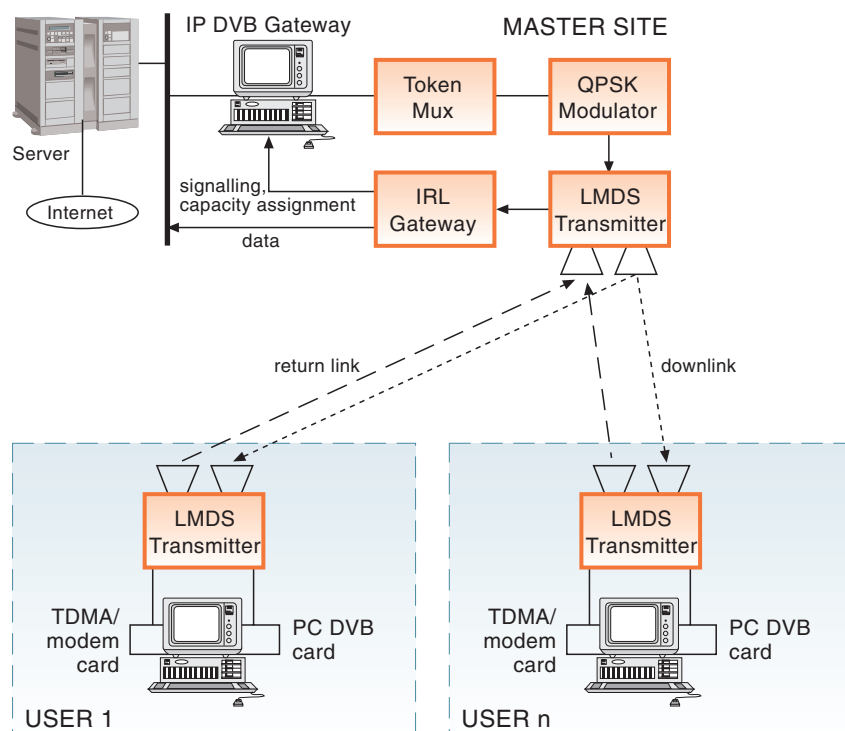 IP DVB Gateway
MASTER SITE
Token
Mux
QPSK
Modulator
Server
signalling,
capacity assignment
IRL
Gateway
LMDS
Transmitter
Internet
data
return link
downlink
LMDS
Transmitter
LMDS
Transmitter
TDMA/
modem
card
PC DVB
card
TDMA/
modem
card
PC DVB
card
USER 1
USER n